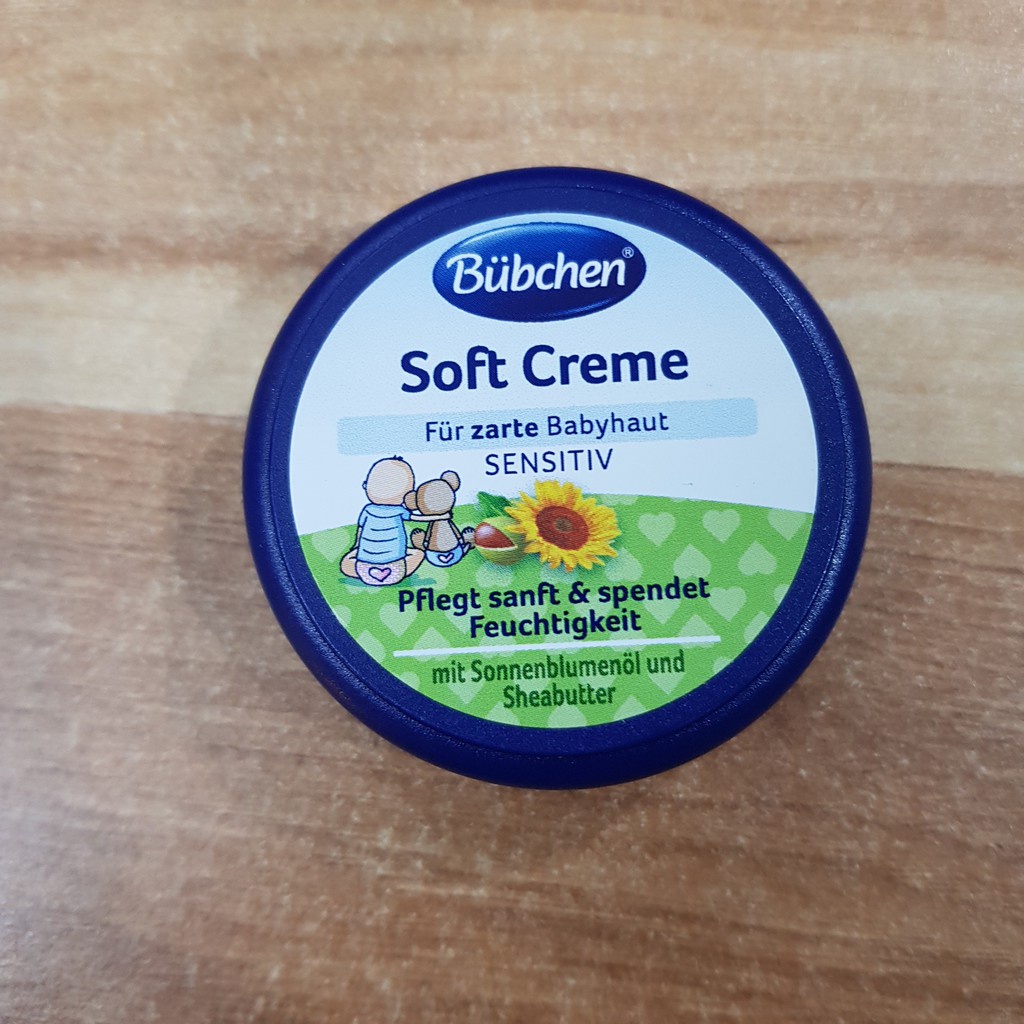 Bübchen®
Soft Creme
Für zarte Babyhaut
SENSITIV
Pflegt sanft & spendet
Feuchtigkeit
mit Sonnenblumenöl und
Sheabutter